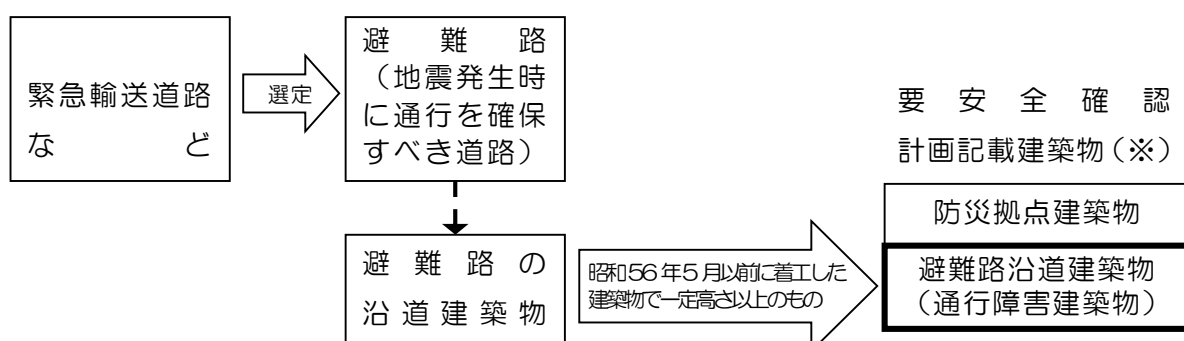 緊急輸送道路
など
選定
避難路
（地震発生時
に通行を確保
すべき道路）
避難路の
沿道建築物
昭和56年5月以前に着工した
建築物で一定高さ以上のもの
要安全確認
計画記載建築物（※）
防災拠点建築物
避難路沿道建築物
（通行障害建築物）